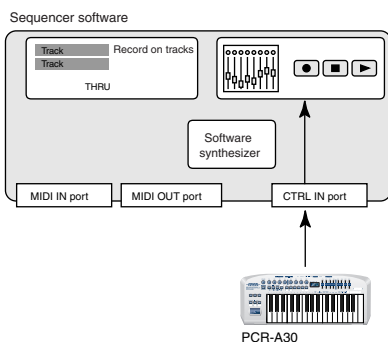 Sequencer software
Track
Record on tracks
Track
THRU
Software
synthesizer
MIDI IN port
MIDI OUT port
CTRL IN port
PCR-A30